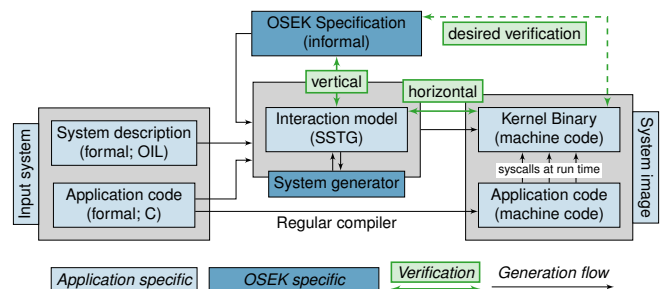 OSEK Specification
(informal)
desired verification
vertical
horizontal
Input system
System description
(formal; OIL)
Application code
(formal; C)
Interaction model
(SSTG)
System generator
Kernel Binary
(machine code)
syscalls at run time
Application code
(machine code)
System image
Regular compiler
Application specific
OSEK specific
Verification
Generation flow